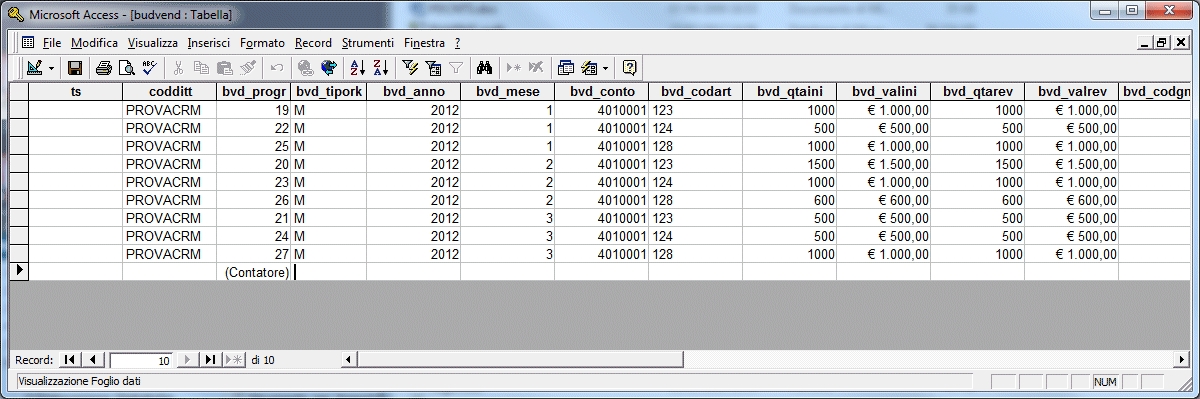 Microsoft Access - [budvend : Tabella]
File Modifica Visualizza Inserisci Formato Record Strumenti Finestra ?
ts codditt bvd_progr bvd_tipork bvd_anno bvd_mese bvd_conto bvd_codart bvd_qtaini bvd_valini bvd_qtarev bvd_valrev bvd_codgn
PROVACRM 19 M 2012 1 4010001 123 1000 € 1.000,00 1000 € 1.000,00
PROVACRM 22 M 2012 1 4010001 124 500 € 500,00 500 € 500,00
PROVACRM 25 M 2012 1 4010001 128 1000 € 1.000,00 1000 € 1.000,00
PROVACRM 20 M 2012 2 4010001 123 1500 € 1.500,00 1500 € 1.500,00
PROVACRM 23 M 2012 2 4010001 124 1000 € 1.000,00 1000 € 1.000,00
PROVACRM 26 M 2012 2 4010001 128 600 € 600,00 600 € 600,00
PROVACRM 21 M 2012 3 4010001 123 500 € 500,00 500 € 500,00
PROVACRM 24 M 2012 3 4010001 124 500 € 500,00 500 € 500,00
PROVACRM 27 M 2012 3 4010001 128 1000 € 1.000,00 1000 € 1.000,00
(Contatore)
Record: 10 di 10
Visualizzazione Foglio dati NUM